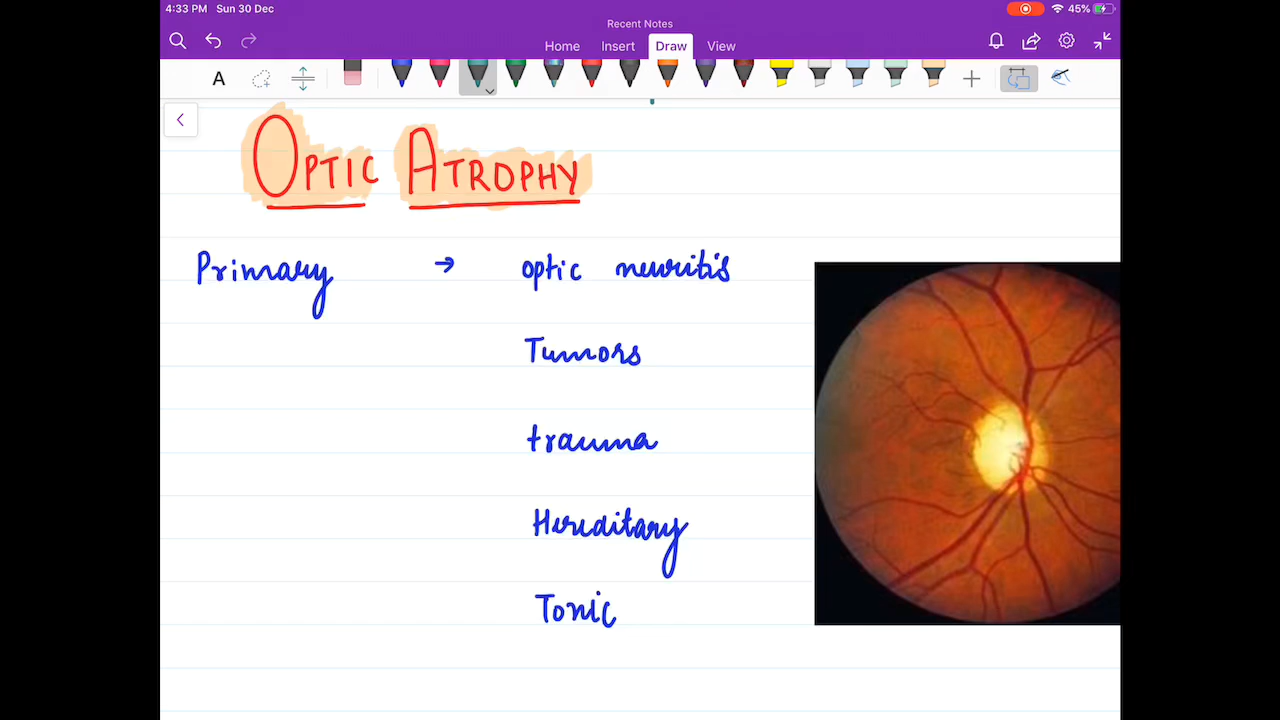 4:33 PM Sun 30 Dec
45%
Recent Notes
Home Insert Draw View
A
OPTIC ATROPHY
Primary → optic neuritis
Tumors
trauma
Hereditary
Tonic